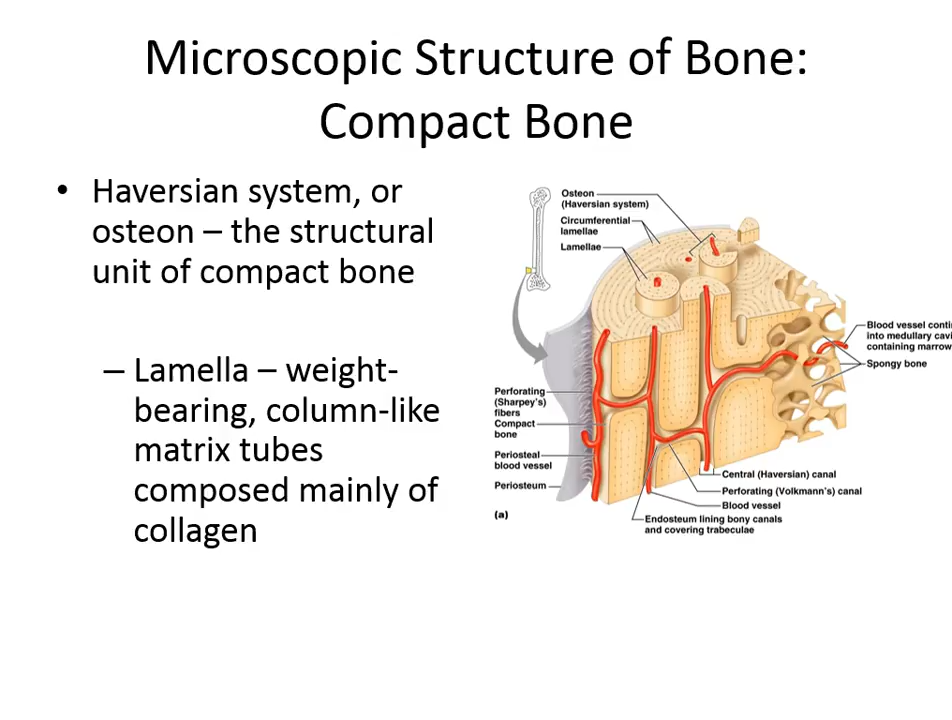 Microscopic Structure of Bone:
Compact Bone
• Haversian system, or
osteon – the structural
unit of compact bone
– Lamella – weight-
bearing, column-like
matrix tubes
composed mainly of
collagen
Osteon
(Haversian system)
Circumferential
lamellae
Lamellae
Blood vessel conti
into medullary cavi
containing marrow
Spongy bone
Perforating
(Sharpey's)
fibers
Compact
bone
Periosteal
blood vessel
Periosteum
Central (Haversian) canal
Perforating (Volkmann's) canal
Blood vessel
Endosteum lining bony canals
and covering trabeculae
(a)